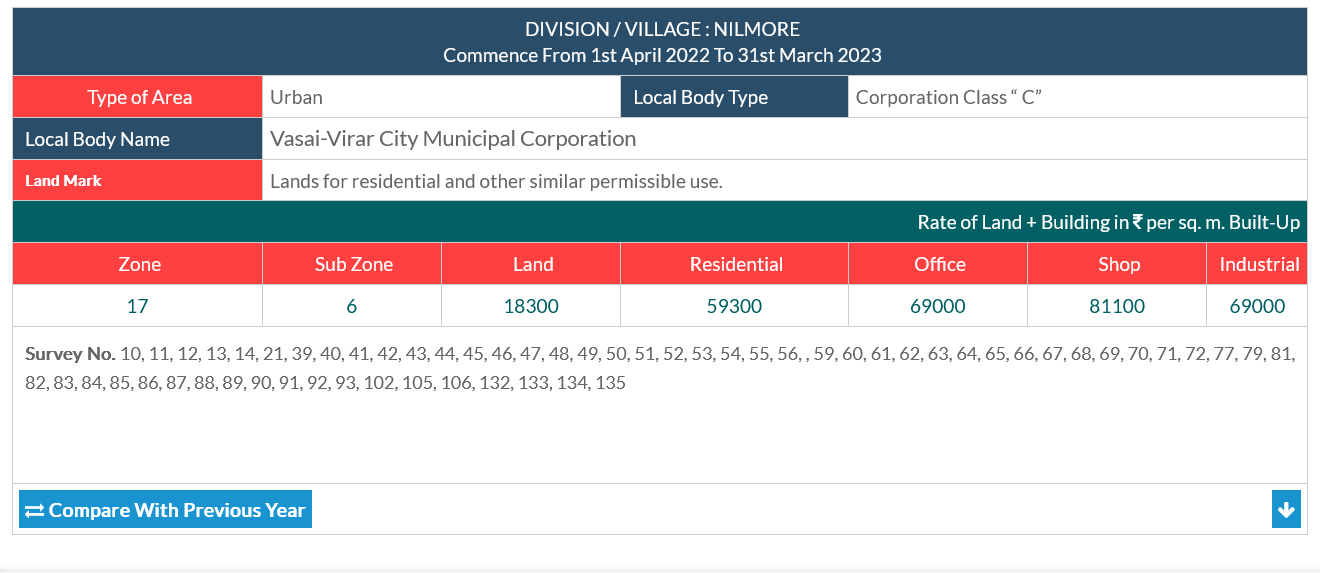 DIVISION / VILLAGE : NILMORE
Commence From 1st April 2022 To 31st March 2023
Type of Area Urban Local Body Type Corporation Class “ C”
Local Body Name Vasai-Virar City Municipal Corporation
Land Mark Lands for residential and other similar permissible use.
Rate of Land + Building in ₹ per sq. m. Built-Up
Zone Sub Zone Land Residential Office Shop Industrial
17 6 18300 59300 69000 81100 69000
Survey No. 10, 11, 12, 13, 14, 21, 39, 40, 41, 42, 43, 44, 45, 46, 47, 48, 49, 50, 51, 52, 53, 54, 55, 56, , 59, 60, 61, 62, 63, 64, 65, 66, 67, 68, 69, 70, 71, 72, 77, 79, 81,
82, 83, 84, 85, 86, 87, 88, 89, 90, 91, 92, 93, 102, 105, 106, 132, 133, 134, 135
Compare With Previous Year